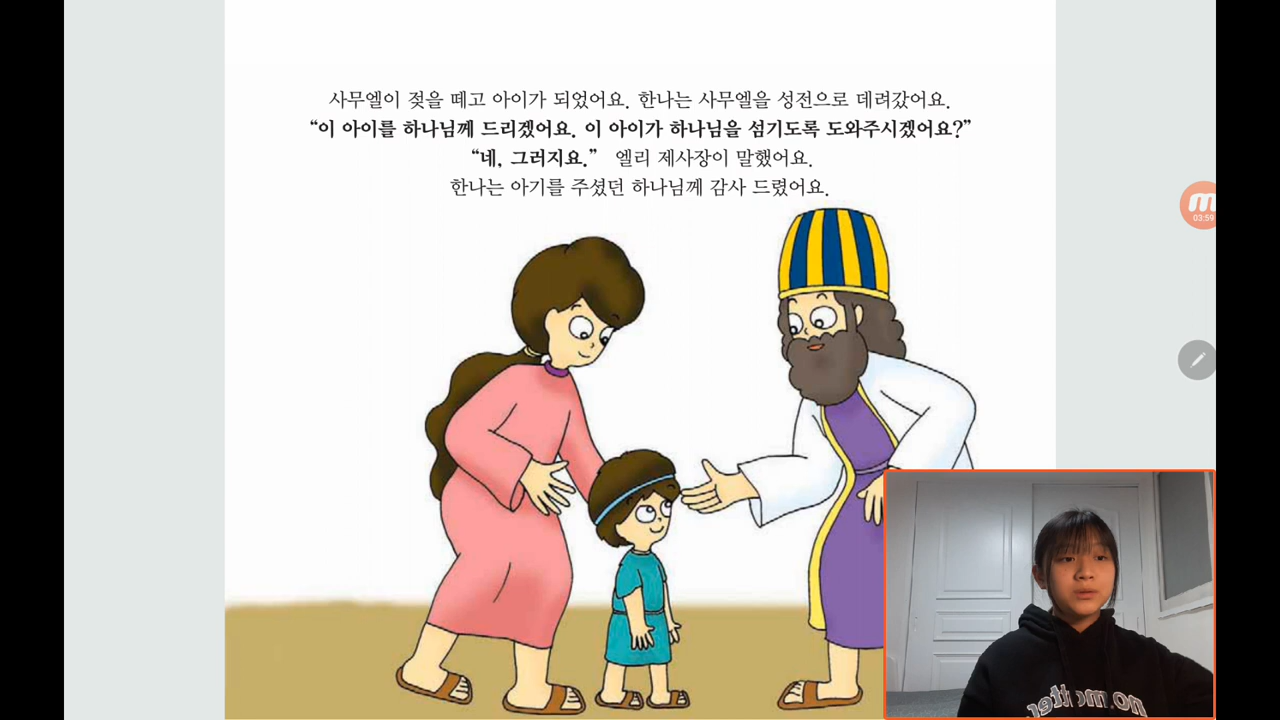 사무엘이 젖을 떼고 아이가 되었어요. 한나는 사무엘을 성전으로 데려갔어요.
“이 아이를 하나님께 드리겠어요. 이 아이가 하나님을 섬기도록 도와주시겠어요?”
“네, 그러지요.” 엘리 제사장이 말했어요.
한나는 아기를 주셨던 하나님께 감사 드렸어요.
m
03:59
no matter